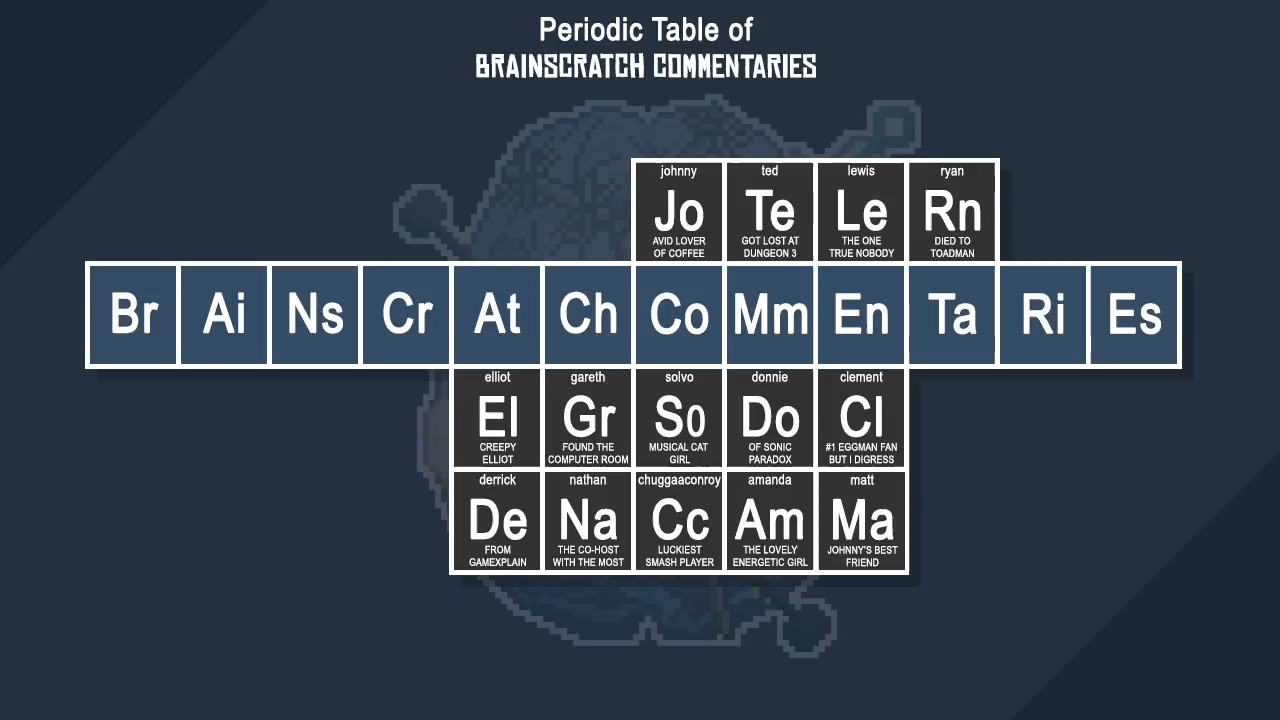 Periodic Table of
BRAINSCRATCH COMMENTARIES
johnny ted lewis ryan
Jo Te Le Rn
AVID LOVER GOT LOST AT THE ONE DIED TO
OF COFFEE DUNGEON 3 TRUE NOBODY TOADMAN
Br Ai Ns Cr At Ch Co Mm En Ta Ri Es
elliot gareth solvo donnie clement
El Gr So Do Cl
CREEPY FOUND THE MUSICAL CAT OF SONIC #1 EGGMAN FAN
ELLIOT COMPUTER ROOM GIRL PARADOX BUT I DIGRESS
derrick nathan chuggaaconroy amanda matt
De Na Cc Am Ma
FROM THE CO-HOST LUCKIEST THE LOVELY JOHNNY'S BEST
GAMEXPLAIN WITH THE MOST SMASH PLAYER ENERGETIC GIRL FRIEND